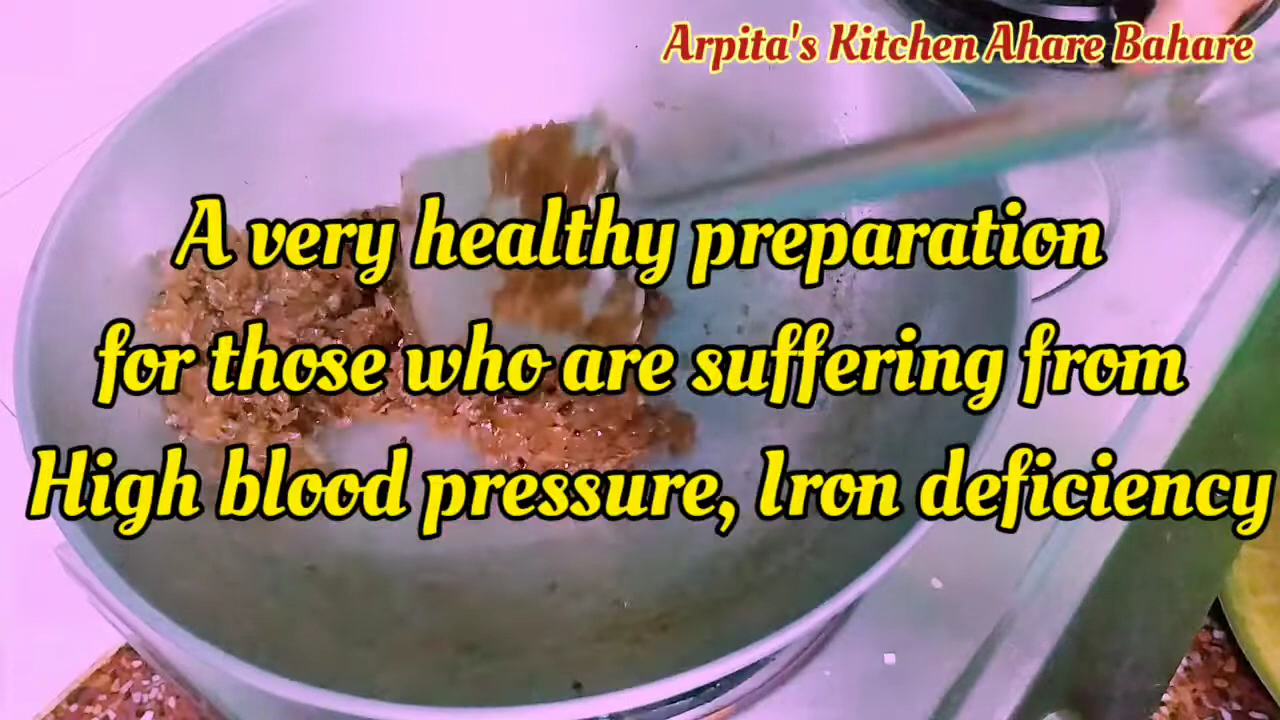 Arpita's Kitchen Ahare Bahare
A very healthy preparation
for those who are suffering from
High blood pressure, Iron deficiency